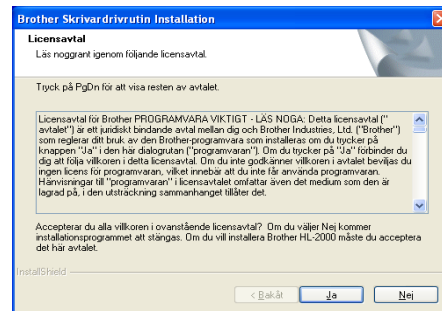 Brother Skrivardrivrutin Installation
Licensavtal
Läs noggrant igenom följande licensavtal.
Tryck på PgDn för att visa resten av avtalet.
Licensavtal för Brother PROGRAMVARA VIKTIGT - LÄS NOGA: Detta licensavtal ("
avtalet") är ett juridiskt bindande avtal mellan dig och Brother Industries, Ltd. ("Brother")
som reglerar ditt bruk av den Brother-programvara som installeras om du trycker på
knappen "Ja" i den här dialogrutan ("programvaran"). Om du trycker på "Ja" förbinder du
dig att följa villkoren i detta licensavtal. Om du inte godkänner villkoren i avtalet beviljas du
ingen licens för programvaran, vilket innebär att du inte får använda programvaran.
Hänvisningar till "programvaran" i licensavtalet omfattar även det medium som den är
lagrad på, i den utsträckning sammanhanget tillåter det.
Accepterar du alla villkoren i ovanstående licensavtal? Om du väljer Nej kommer
installationsprogrammet att stängas. Om du vill installera Brother HL-2000 måste du acceptera
det här avtalet.
InstallShield
< Bakåt Ja Nej